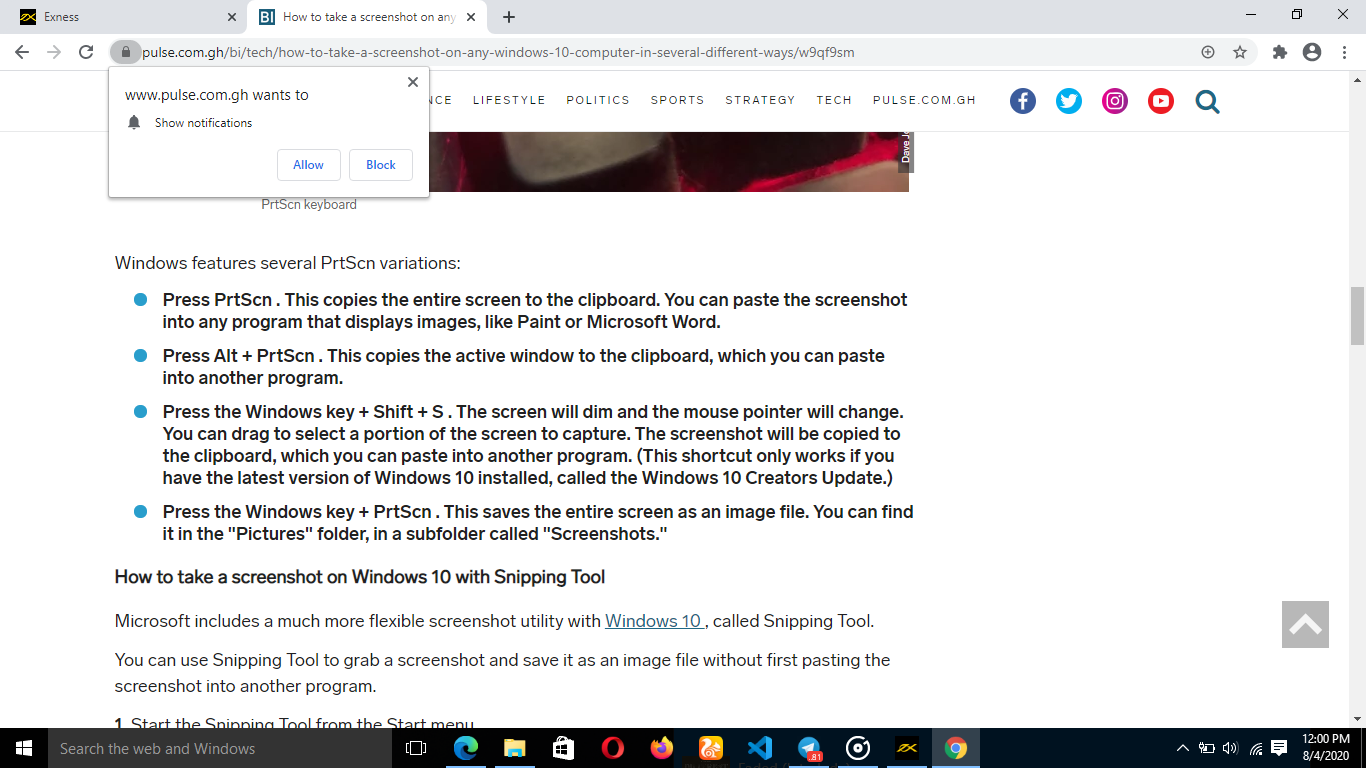 Exness
BI
How to take a screenshot on any
pulse.com.gh/bi/tech/how-to-take-a-screenshot-on-any-windows-10-computer-in-several-different-ways/w9qf9sm
www.pulse.com.gh wants to
Show notifications
Allow
Block
NCE LIFESTYLE POLITICS SPORTS STRATEGY TECH PULSE.COM.GH
Dave Jo
PrtScn keyboard
Windows features several PrtScn variations:
Press PrtScn . This copies the entire screen to the clipboard. You can paste the screenshot
into any program that displays images, like Paint or Microsoft Word.
Press Alt + PrtScn . This copies the active window to the clipboard, which you can paste
into another program.
Press the Windows key + Shift + S . The screen will dim and the mouse pointer will change.
You can drag to select a portion of the screen to capture. The screenshot will be copied to
the clipboard, which you can paste into another program. (This shortcut only works if you
have the latest version of Windows 10 installed, called the Windows 10 Creators Update.)
Press the Windows key + PrtScn . This saves the entire screen as an image file. You can find
it in the "Pictures" folder, in a subfolder called "Screenshots."
How to take a screenshot on Windows 10 with Snipping Tool
Microsoft includes a much more flexible screenshot utility with Windows 10 , called Snipping Tool.
You can use Snipping Tool to grab a screenshot and save it as an image file without first pasting the
screenshot into another program.
1. Start the Snipping Tool from the Start menu
Search the web and Windows
81
12:00 PM
8/4/2020